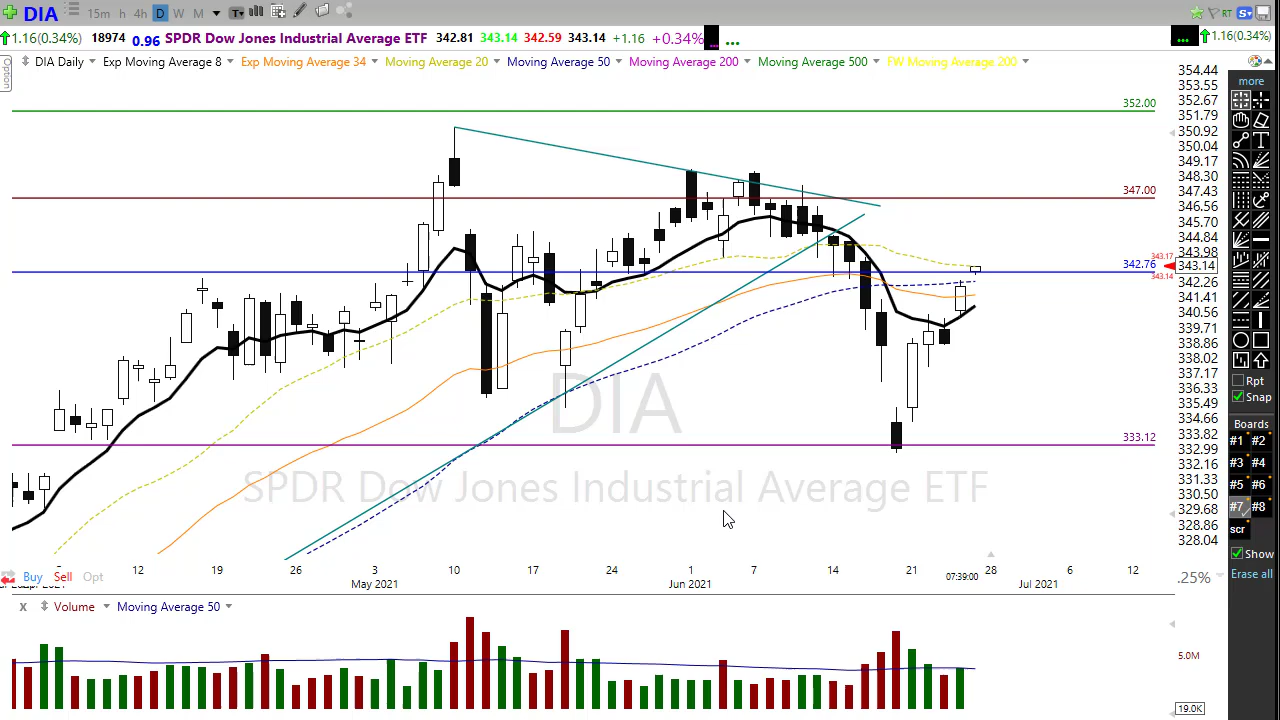 DIA 15m h 4h D W M T RT S
1.16(0.34%) 18974 0.96 SPDR Dow Jones Industrial Average ETF 342.81 343.14 342.59 343.14 +1.16 +0.34% ... ... ... 1.16(0.34%)
Option
DIA Daily Exp Moving Average 8 Exp Moving Average 34 Moving Average 20 Moving Average 50 Moving Average 200 Moving Average 500 FW Moving Average 200
352.00
347.00
342.76
333.12
354.44
353.55
352.67
351.79
350.92
350.04
349.17
348.30
347.43
346.56
345.70
344.84
343.98
343.17
343.14
343.14
342.26
341.41
340.56
339.71
338.86
338.02
337.17
336.33
335.49
334.66
333.82
332.99
332.16
331.33
330.50
329.68
328.86
328.04
DIA
SPDR Dow Jones Industrial Average ETF
more
Rpt
Snap
Boards
#1 #2
#3 #4
#5 #6
#7 #8
scr
Show
Erase all
12 19 26 3 10 17 24 1 7 14 21 07:39:00 28 6 12
May 2021 Jun 2021 Jul 2021
Buy Sell Opt
.25%
X Volume Moving Average 50
5.0M
19.0K